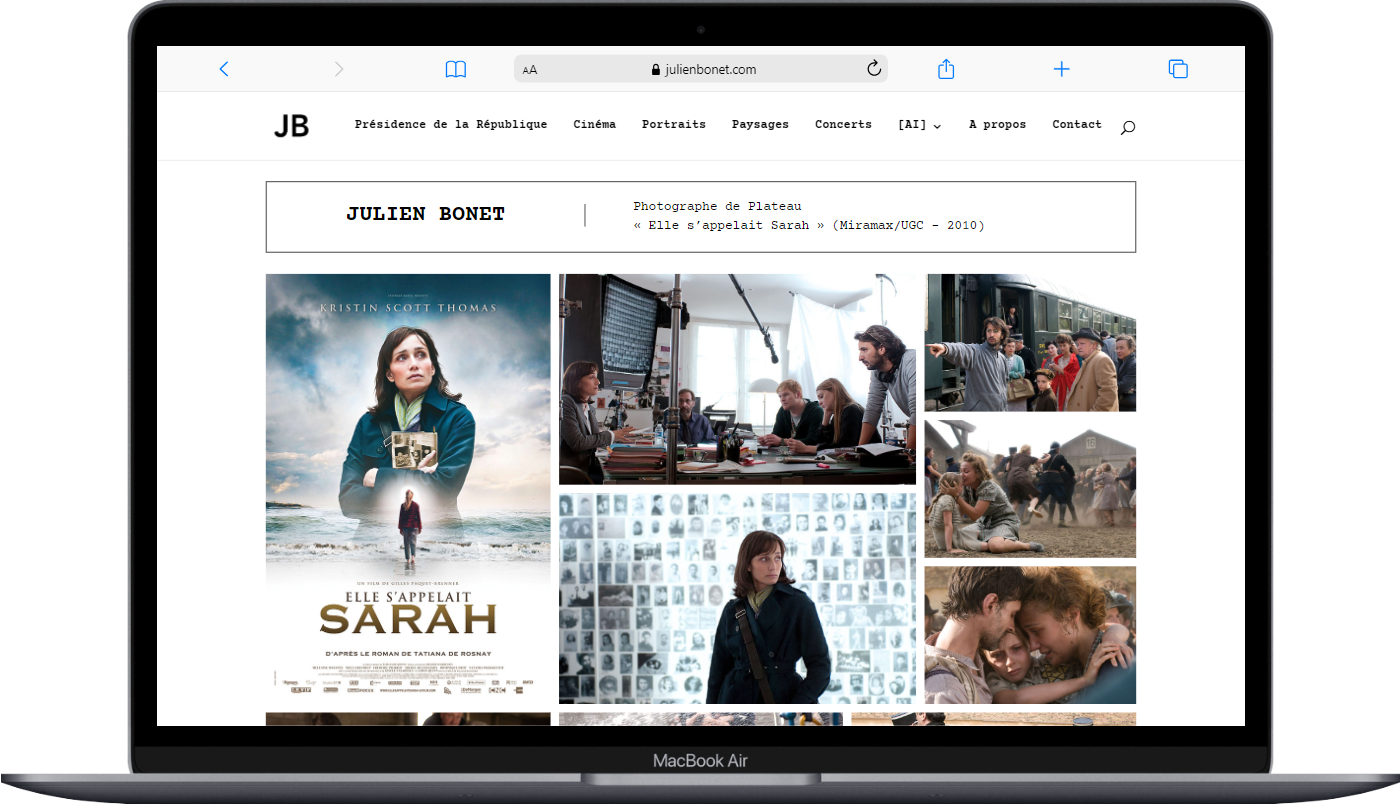 AA
julienbonet.com
JB
Présidence de la République
Cinéma
Portraits
Paysages
Concerts
[AI]
A propos
Contact
JULIEN BONET
Photographe de Plateau
« Elle s’appelait Sarah » (Miramax/UGC – 2010)
KRISTIN SCOTT THOMAS
UN FILM DE GILLES PAQUET-BRENNER
ELLE S'APPELAIT
SARAH
D'APRÈS LE ROMAN DE TATIANA DE ROSNAY
MacBook Air